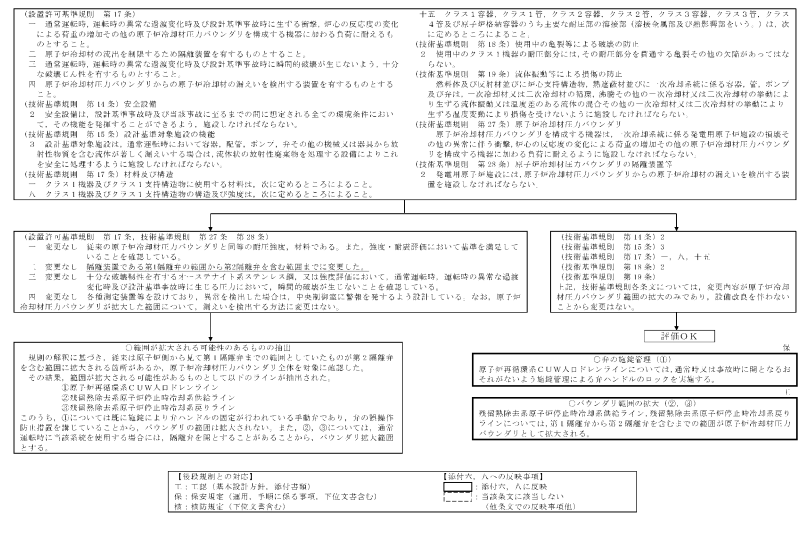 (設置許可基準規則 第17条)
一 通常運転時、運転時の異常な過渡変化時及び設計基準事故時に生ずる衝撃、炉心の反応度の変化
による荷重の増加その他の原子炉冷却材圧力バウンダリを構成する機器に加わる負荷に耐えるも
のとすること。
二 原子炉冷却材の流出を制限するため隔離装置を有するものとすること。
三 通常運転時、運転時の異常な過渡変化時及び設計基準事故時に瞬間的破壊が生じないよう、十
分な破壊じん性を有するものとすること。
四 原子炉冷却材圧力バウンダリからの原子炉冷却材の漏えいを検出する装置を有するものとする
こと。
(技術基準規則 第14条) 安全設備
2 安全設備は、設計基準事故時及び当該事故に至るまでの間に想定される全ての環境条件におい
て、その機能を発揮することができるよう、施設しなければならない。
(技術基準規則 第15条) 設計基準対象施設の機能
3 設計基準対象施設は、通常運転時において容器、配管、ポンプ、弁その他の機械又は器具から放
射性物質を含む流体が著しく漏えいする場合は、流体状の放射性廃棄物を処理する設備によりこれ
を安全に処理するように施設しなければならない。
(技術基準規則 第17条) 材料及び構造
一 クラス1機器及びクラス1支持構造物に使用する材料は、次に定めるところによること。
八 クラス1機器及びクラス1支持構造物の構造及び強度は、次に定めるところによること。
十五 クラス1容器、クラス1管、クラス2容器、クラス2管、クラス3容器、クラス3管、クラス
4管及び原子炉格納容器のうち主要な耐圧部の溶接部(溶接金属部及び熱影響部をいう。)は、次
に定めるところによること。
(技術基準規則 第18条) 使用中の亀裂等による破壊の防止
2 使用中のクラス1機器の耐圧部分には、その耐圧部分を貫通する亀裂その他の欠陥があってはな
らない。
(技術基準規則 第19条) 流体振動等による損傷の防止
燃料体及び反射材並びに炉心支持構造物、熱遮蔽材並びに一次冷却系統に係る容器、管、ポンプ
及び弁は、一次冷却材又は二次冷却材の循環、沸騰その他の一次冷却材又は二次冷却材の挙動によ
り生ずる流体振動又は温度差のある流体の混合その他の一次冷却材又は二次冷却材の挙動により
生ずる温度変動により損傷を受けないように施設しなければならない。
(技術基準規則 第27条) 原子炉冷却材圧力バウンダリ
原子炉冷却材圧力バウンダリを構成する機器は、一次冷却系統に係る発電用原子炉施設の損壊そ
の他の異常に伴う衝撃、炉心の反応度の変化による荷重の増加その他の原子炉冷却材圧力バウンダ
リを構成する機器に加わる負荷に耐えるように施設しなければならない。
(技術基準規則 第28条) 原子炉冷却材圧力バウンダリの隔離装置等
2 発電用原子炉施設には、原子炉冷却材圧力バウンダリからの原子炉冷却材の漏えいを検出する装
置を施設しなければならない。
(設置許可基準規則 第17条, 技術基準規則 第27条 第28条)
一 変更なし 従来の原子炉冷却材圧力バウンダリと同等の耐圧強度、材料である。また、強度・耐震評価において基準を満足して
いることを確認している。
二 変更なし 隔離装置である第1隔離弁の範囲から第2隔離弁を含む範囲までに変更した。
三 変更なし 十分な破壊靭性を有するオーステナイト系ステンレス鋼、又は強度評価において、通常運転時、運転時の異常な過渡
変化時及び設計基準事故時に生じる圧力において、瞬間的破壊が生じないことを確認している。
四 変更なし 各種測定装置等を設けており、異常を検出した場合は、中央制御室に警報を発するよう設計している。なお、原子炉
冷却材圧力バウンダリが拡大した範囲について、漏えいを検出する方法に変更はない。
(技術基準規則 第14条) 2
(技術基準規則 第15条) 3
(技術基準規則 第17条) 一、八、十五
(技術基準規則 第18条) 2
(技術基準規則 第19条)
上記、技術基準規則各条文については、変更内容が原子炉冷却
材圧力バウンダリ範囲の拡大のみであり、設備改良を伴わない
ことから変更はない。
評価OK
○範囲が拡大される可能性のあるものの抽出
規則の解釈に基づき、従来は原子炉側から見て第1隔離弁までの範囲としていたものが第2隔離弁
を含む範囲に拡大される箇所があるか、原子炉冷却材圧力バウンダリ全体を対象に確認した。
その結果、範囲が拡大される可能性があるものとして以下のラインが抽出された。
①原子炉再循環系CUW入口ドレンライン
②残留熱除去系原子炉停止時冷却系供給ライン
③残留熱除去系原子炉停止時冷却系戻りライン
このうち、①については既に施錠により弁ハンドルの固定が行われている手動弁であり、弁の誤操作
防止措置を講じていることから、バウンダリの範囲は拡大されない。また、②、③については、通常
運転時に当該系統を使用する場合には、隔離弁を開とすることがあることから、バウンダリ拡大範囲
とする。
保
○弁の施錠管理(①)
原子炉再循環系CUW入口ドレンラインについては、通常時又は事故時に開となるお
それがないよう施錠管理による弁ハンドルのロックを実施する。
工
○バウンダリ範囲の拡大(②、③)
残留熱除去系原子炉停止時冷却系供給ライン、残留熱除去系原子炉停止時冷却系戻り
ラインについては、第1隔離弁から第2隔離弁を含むまでの範囲が原子炉冷却材圧力
バウンダリとして拡大される。
【後段規則との対応】
工:工認(基本設計方針、添付書類)
保:保安規定(運用、手順に係る事項、下位文書含む)
核:核防規定(下位文書含む)
【添付六、八への反映事項】
:添付六、八に反映
:当該条文に該当しない
(他条文での反映事項他)